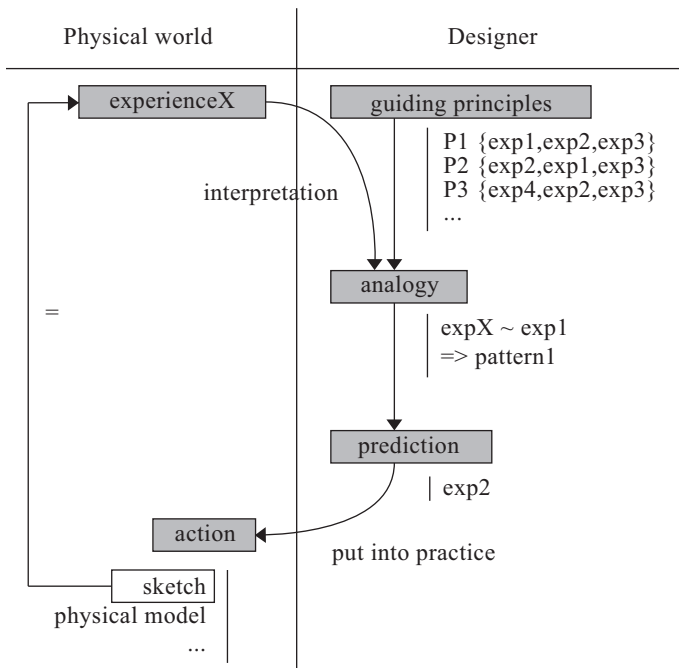 Physical world
Designer
experienceX
guiding principles
P1 {exp1,exp2,exp3}
P2 {exp2,exp1,exp3}
P3 {exp4,exp2,exp3}
...
interpretation
analogy
=
expX ~ exp1
=> pattern1
prediction
exp2
action
put into practice
sketch
physical model
...